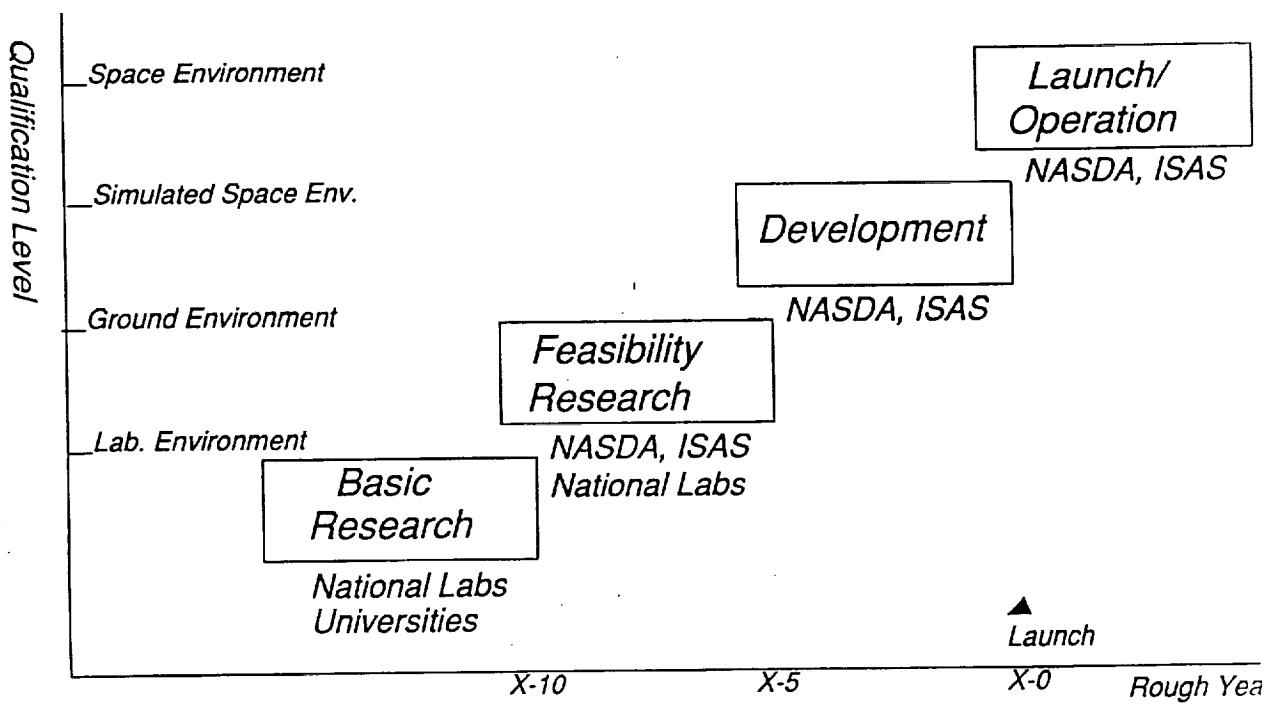 Qualification Level
Space Environment
Launch/
Operation
NASDA, ISAS
Simulated Space Env.
Development
NASDA, ISAS
Ground Environment
Feasibility
Research
NASDA, ISAS
National Labs
Lab. Environment
Basic
Research
National Labs
Universities
Launch
X-10
X-5
X-0
Rough Yea